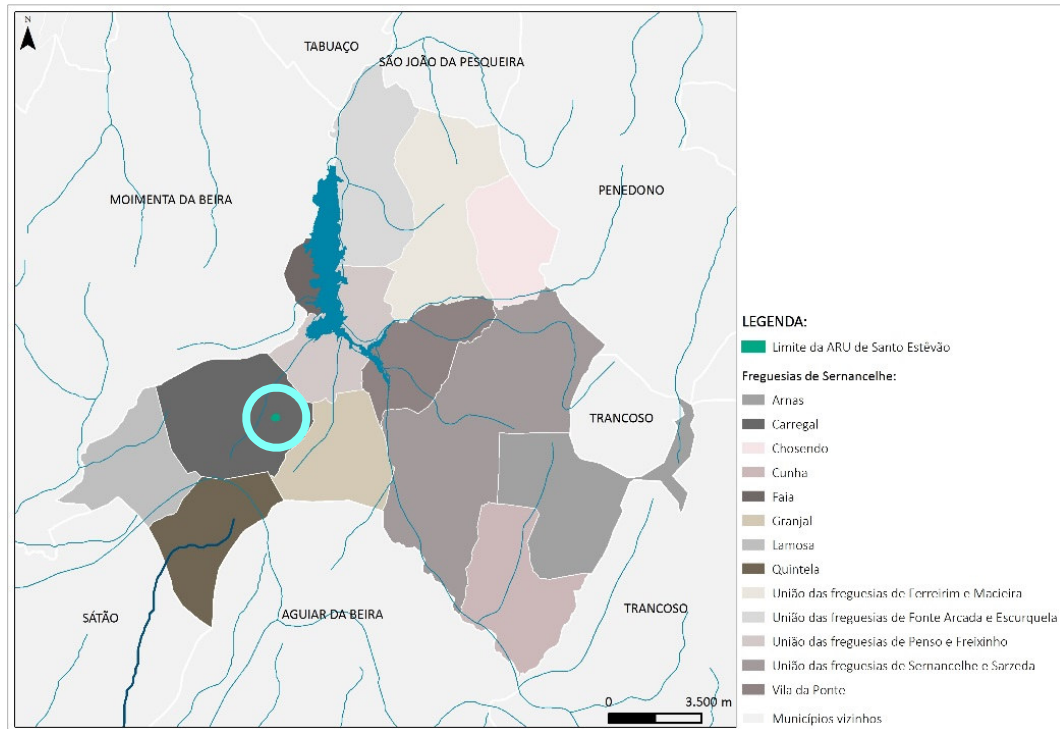 N
TABUAÇO
SÃO JOÃO DA PESQUEIRA
MOIMENTA DA BEIRA
PENEDONO
TRANCOSO
SÁTÃO
AGUIAR DA BEIRA
TRANCOSO
0 3.500 m
LEGENDA:
Limite da ARU de Santo Estêvão
Freguesias de Sernancelhe:
Arnas
Carregal
Chosendo
Cunha
Faia
Granjal
Lamosa
Quintela
União das freguesias de Ferreirim e Macieira
União das freguesias de Fonte Arcada e Escurquela
União das freguesias de Penso e Freixinho
União das freguesias de Sernancelhe e Sarzeda
Vila da Ponte
Municípios vizinhos